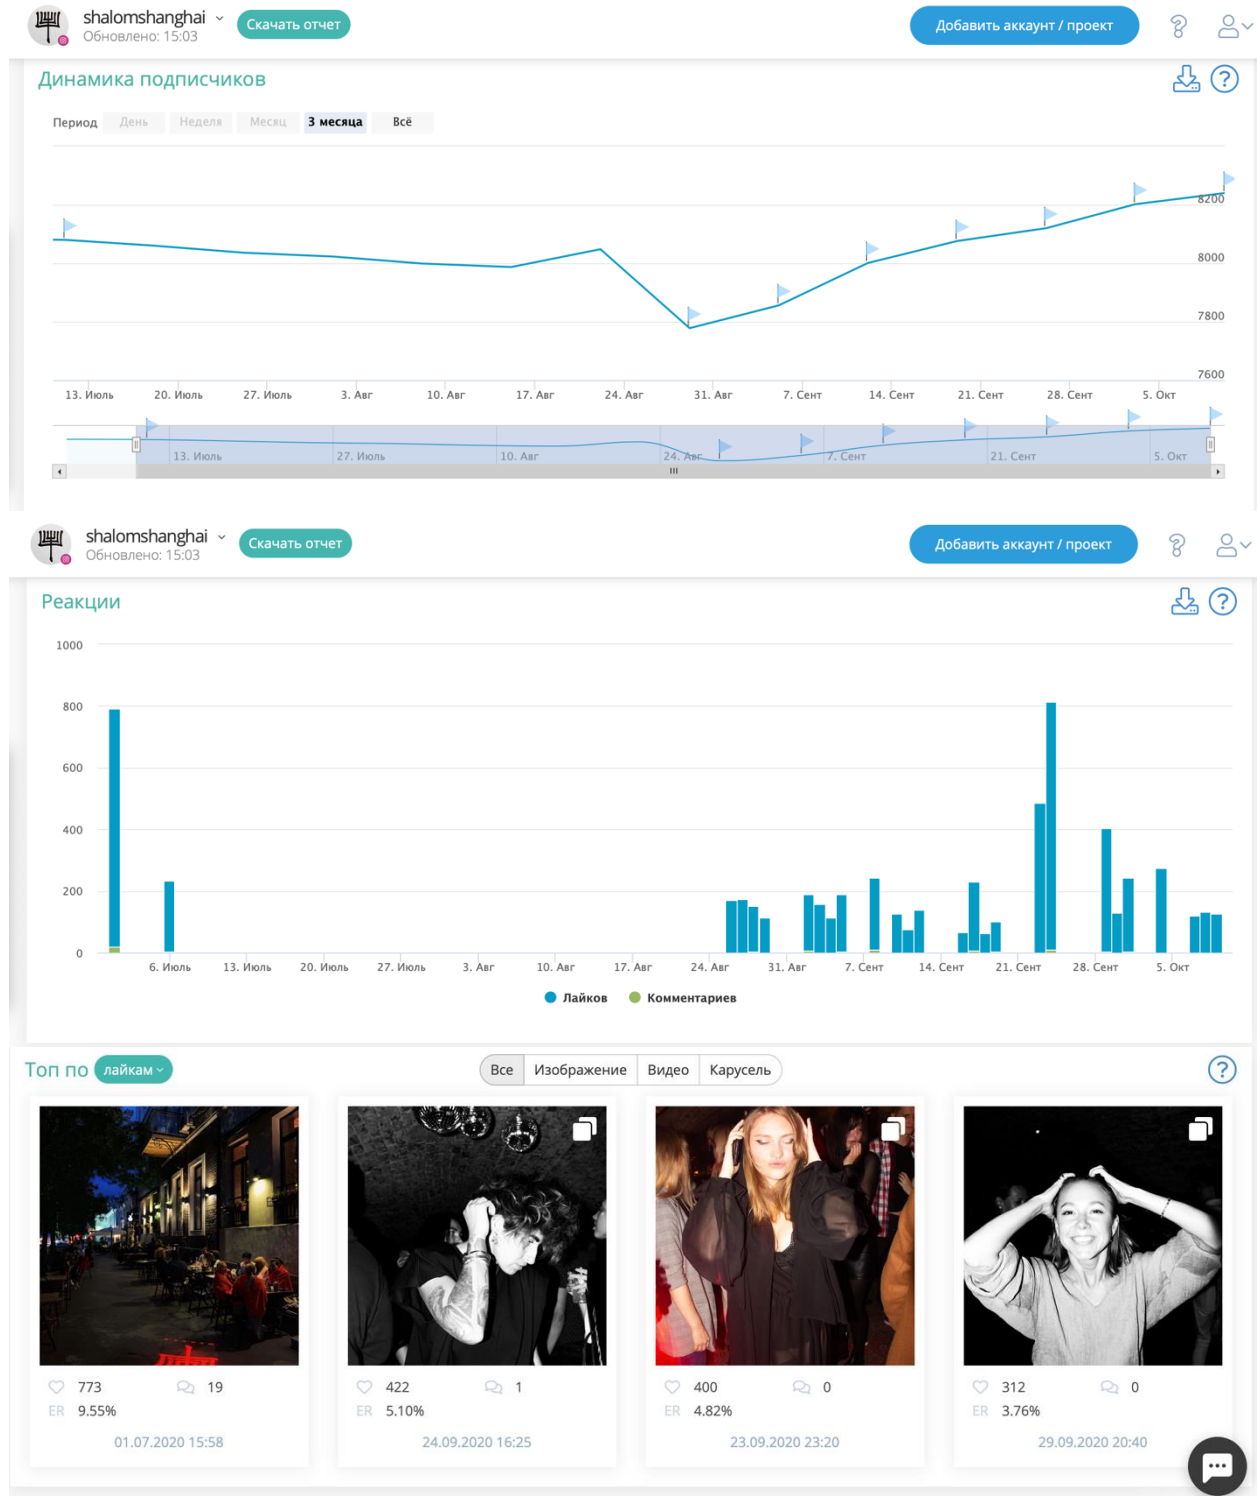 shalomshanghai
Обновлено: 15:03
Скачать отчет
Добавить аккаунт / проект
Динамика подписчиков
Период День Неделя Месяц 3 месяца Всё
8200
8000
7800
7600
13. Июль 20. Июль 27. Июль 3. Авг 10. Авг 17. Авг 24. Авг 31. Авг 7. Сент 14. Сент 21. Сент 28. Сент 5. Окт
13. Июль 27. Июль 10. Авг 24. Авг 7. Сент 21. Сент 5. Окт
shalomshanghai
Обновлено: 15:03
Скачать отчет
Добавить аккаунт / проект
Реакции
1000
800
600
400
200
0
6. Июль 13. Июль 20. Июль 27. Июль 3. Авг 10. Авг 17. Авг 24. Авг 31. Авг 7. Сент 14. Сент 21. Сент 28. Сент 5. Окт
Лайков Комментариев
Топ по лайкам
Все Изображение Видео Карусель
773 19
ER 9.55%
01.07.2020 15:58
422 1
ER 5.10%
24.09.2020 16:25
400 0
ER 4.82%
23.09.2020 23:20
312 0
ER 3.76%
29.09.2020 20:40